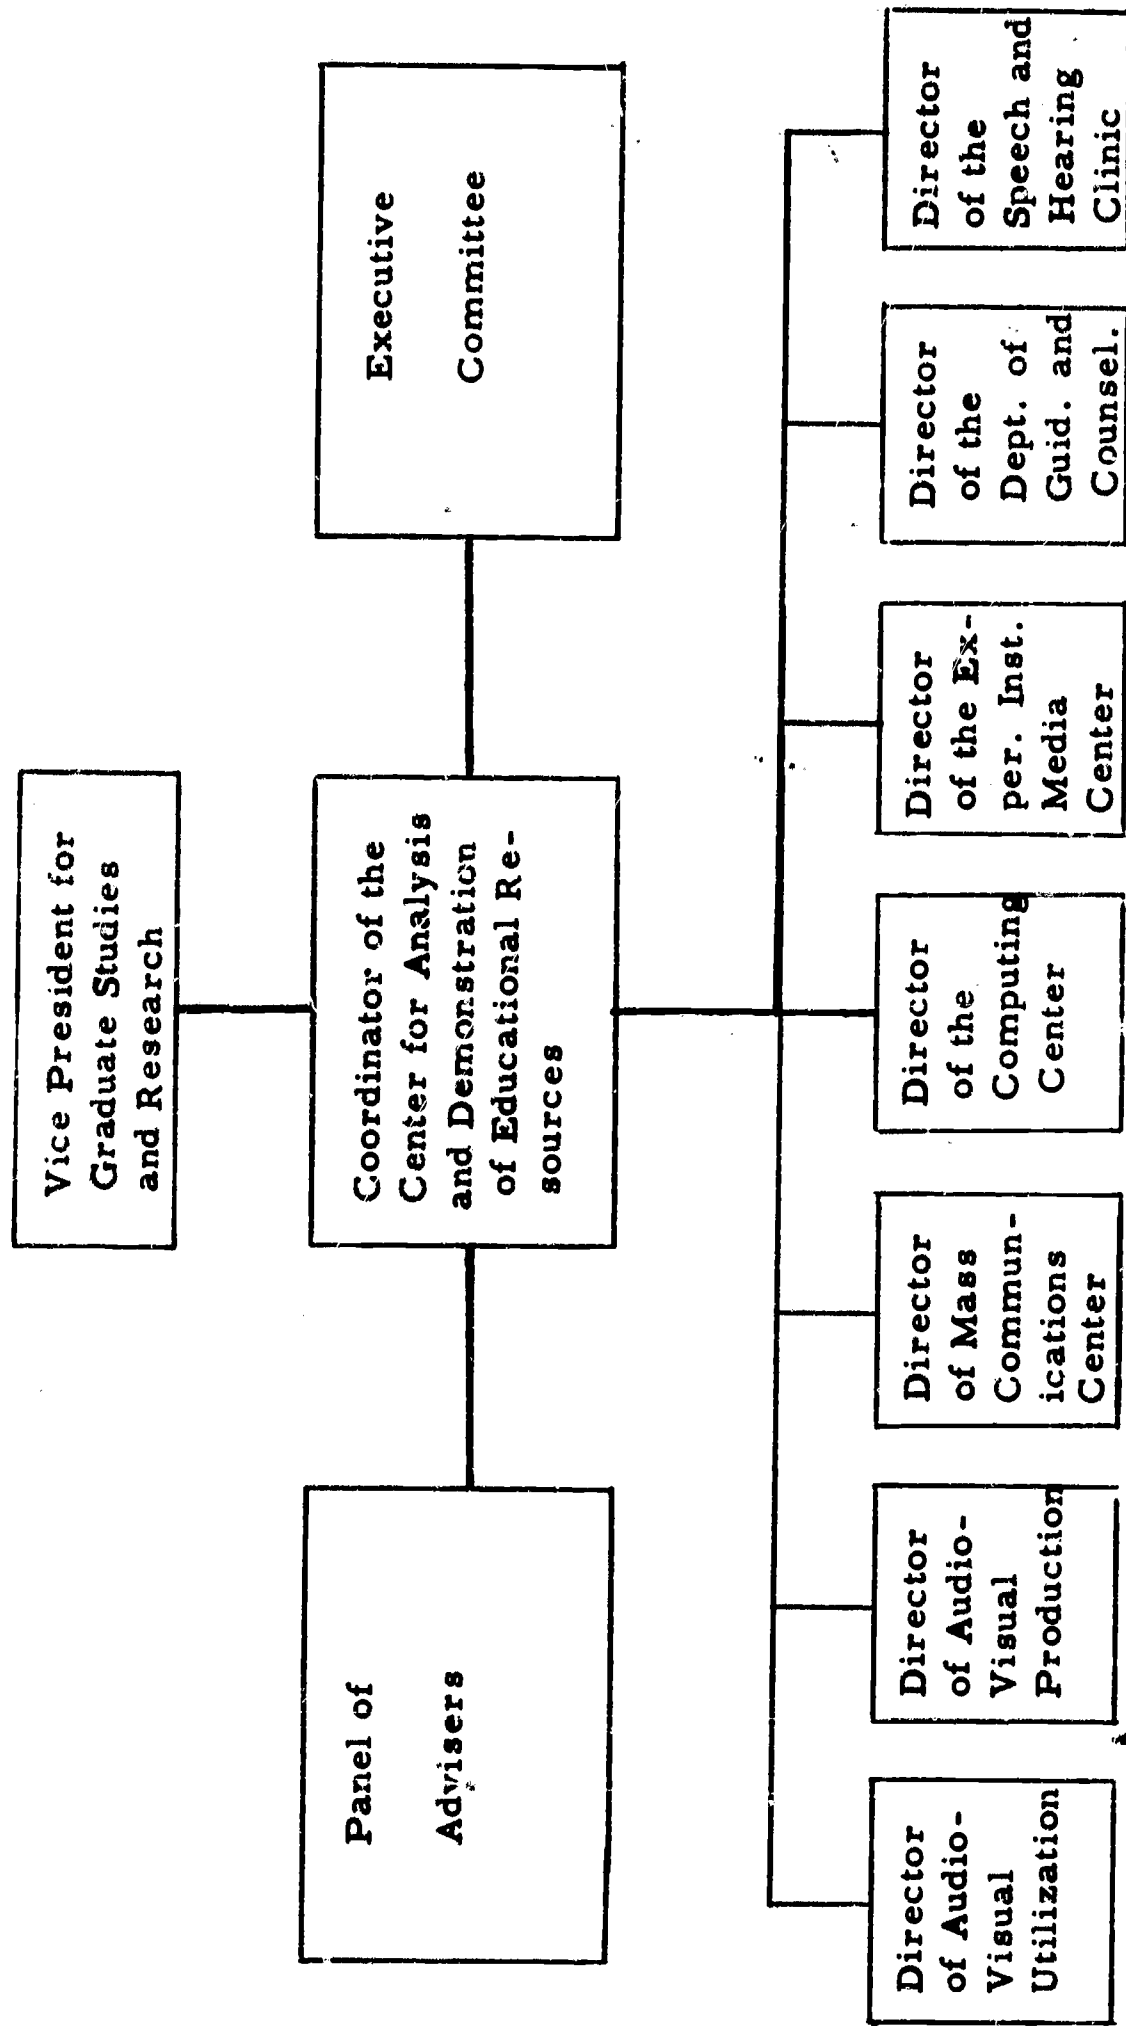 Vice President for
Graduate Studies
and Research
Panel of
Advisers
Coordinator of the
Center for Analysis
and Demonstration
of Educational Re-
sources
Executive
Committee
Director
of Audio-
Visual
Utilization
Director
of Audio-
Visual
Production
Director
of Mass
Commun-
ications
Center
Director
of the
Computing
Center
Director
of the Ex-
per. Inst.
Media
Center
Director
of the
Dept. of
Guid. and
Counsel.
Director
of the
Speech and
Hearing
Clinic